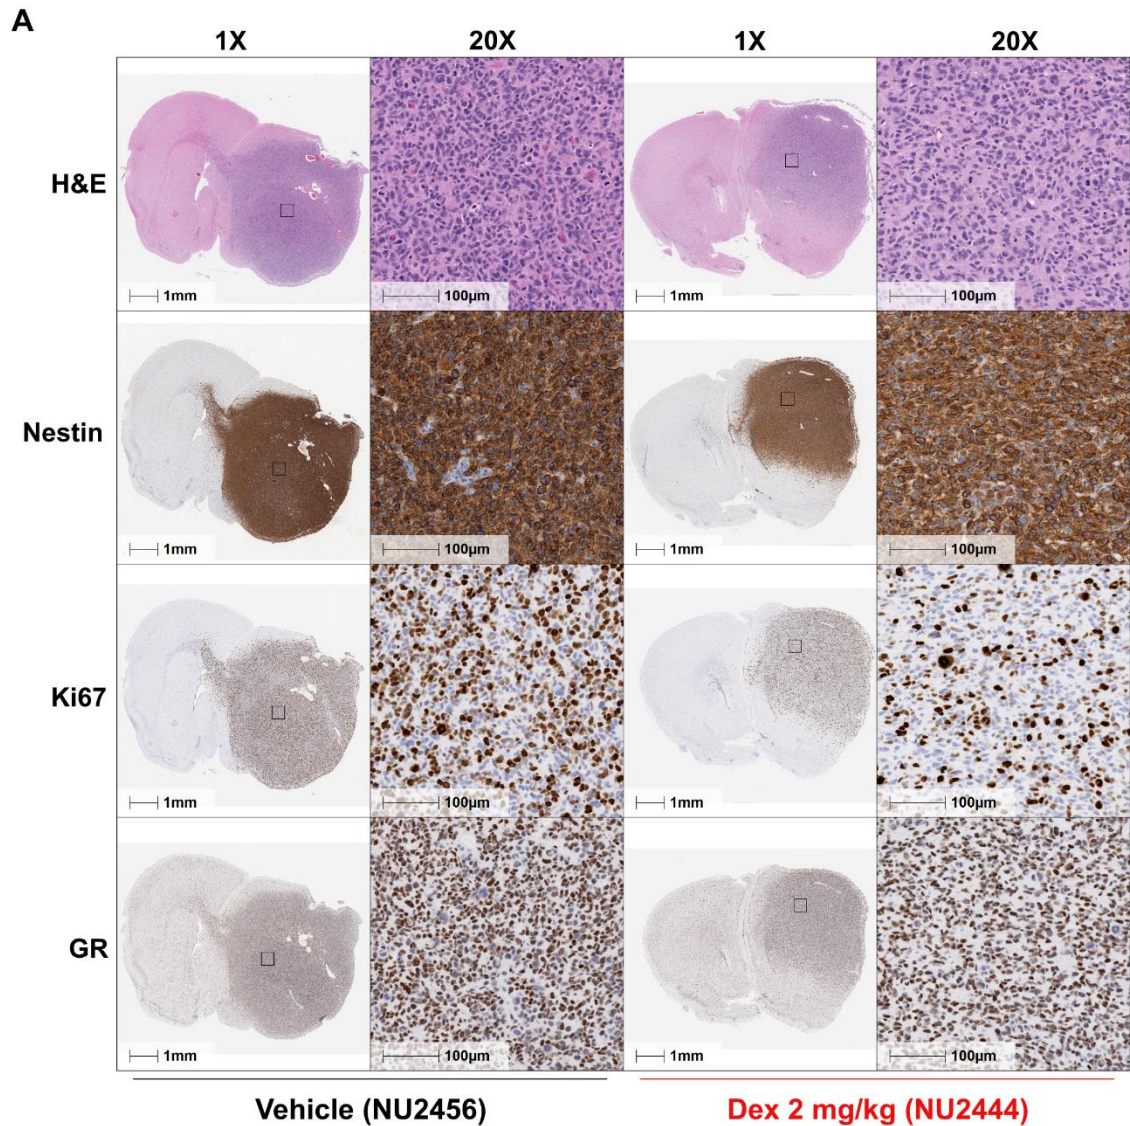 A
1X 20X 1X 20X
H&E
1mm 100µm 1mm 100µm
Nestin
1mm 100µm 1mm 100µm
Ki67
1mm 100µm 1mm 100µm
GR
1mm 100µm 1mm 100µm
Vehicle (NU2456) Dex 2 mg/kg (NU2444)